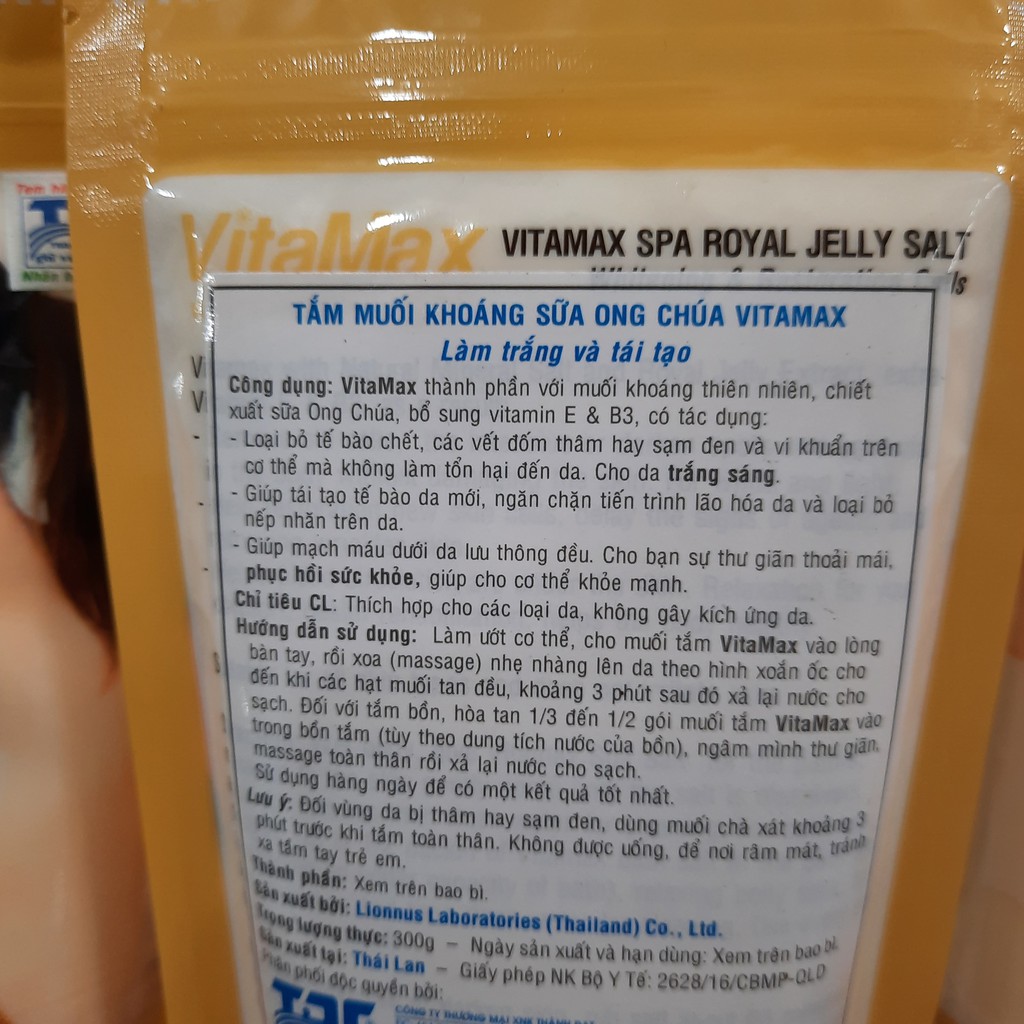 Tem
Nhãn
VitaMax VITAMAX SPA ROYAL JELLY SALT
TẮM MUỐI KHOÁNG SỮA ONG CHÚA VITAMAX
Làm trắng và tái tạo
Công dụng: VitaMax thành phần với muối khoáng thiên nhiên, chiết
xuất sữa Ong Chúa, bổ sung vitamin E & B3, có tác dụng:
- Loại bỏ tế bào chết, các vết đốm thâm hay sạm đen và vi khuẩn trên
cơ thể mà không làm tổn hại đến da. Cho da trắng sáng.
- Giúp tái tạo tế bào da mới, ngăn chặn tiến trình lão hóa da và loại bỏ
nếp nhăn trên da.
- Giúp mạch máu dưới da lưu thông đều. Cho bạn sự thư giãn thoải mái,
phục hồi sức khỏe, giúp cho cơ thể khỏe mạnh.
Chỉ tiêu CL: Thích hợp cho các loại da, không gây kích ứng da.
Hướng dẫn sử dụng: Làm ướt cơ thể, cho muối tắm VitaMax vào lòng
bàn tay, rồi xoa (massage) nhẹ nhàng lên da theo hình xoắn ốc cho
đến khi các hạt muối tan đều, khoảng 3 phút sau đó xả lại nước cho
sạch. Đối với tắm bồn, hòa tan 1/3 đến 1/2 gói muối tắm VitaMax vào
trong bồn tắm (tùy theo dung tích nước của bồn), ngâm mình thư giãn,
massage toàn thân rồi xả lại nước cho sạch.
Sử dụng hàng ngày để có một kết quả tốt nhất.
Lưu ý: Đối vùng da bị thâm hay sạm đen, dùng muối chà xát khoảng 3
phút trước khi tắm toàn thân. Không được uống, để nơi râm mát, tránh
xa tầm tay trẻ em.
Thành phần: Xem trên bao bì.
Sản xuất bởi: Lionnus Laboratories (Thailand) Co., Ltd.
Trọng lượng thực: 300g – Ngày sản xuất và hạn dùng: Xem trên bao bì.
Sản xuất tại: Thái Lan – Giấy phép NK Bộ Y Tế: 2628/16/CBMP-QLD
Phân phối độc quyền bởi:
CÔNG TY THƯƠNG MẠI XNK THÀNH ĐẠT